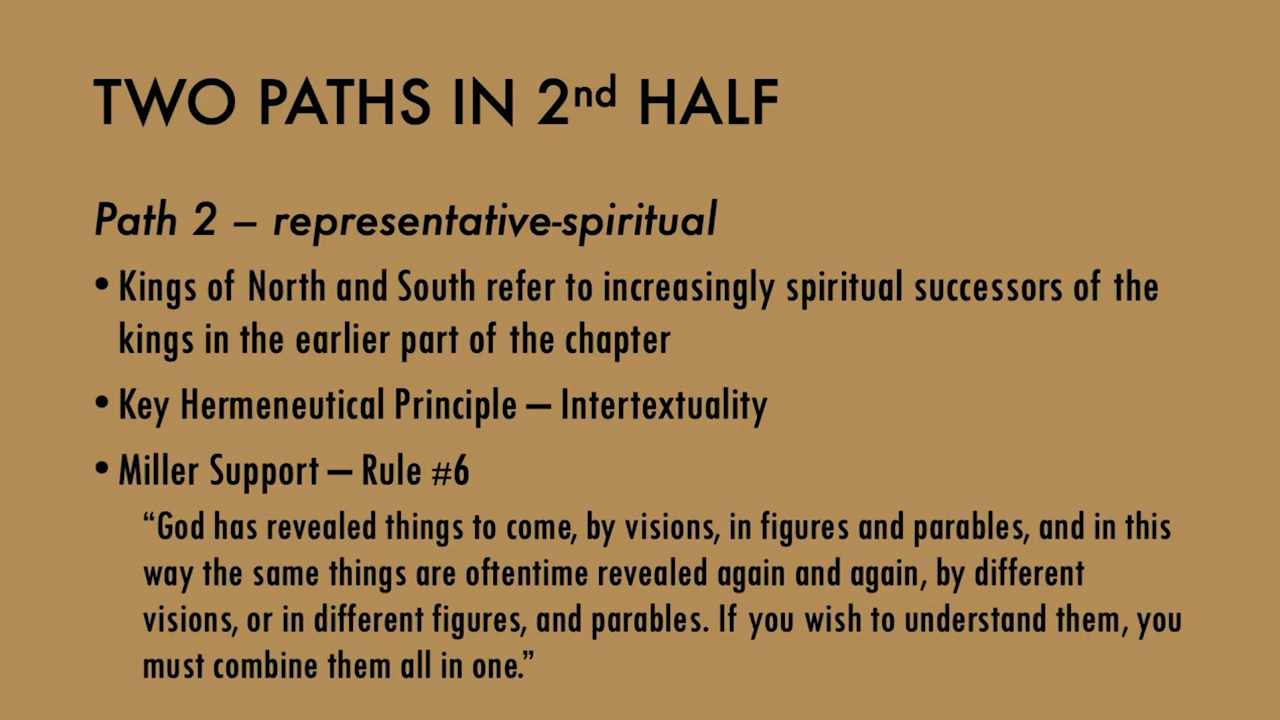 TWO PATHS IN 2nd HALF
Path 2 – representative-spiritual
• Kings of North and South refer to increasingly spiritual successors of the
kings in the earlier part of the chapter
• Key Hermeneutical Principle – Intertextuality
• Miller Support – Rule #6
“God has revealed things to come, by visions, in figures and parables, and in this
way the same things are oftentime revealed again and again, by different
visions, or in different figures, and parables. If you wish to understand them, you
must combine them all in one.”